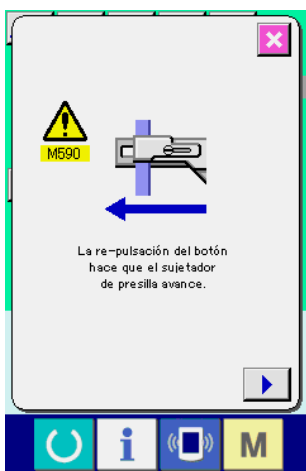 M590
La re-pulsación del botón
hace que el sujetador
de presilla avance.
i
M